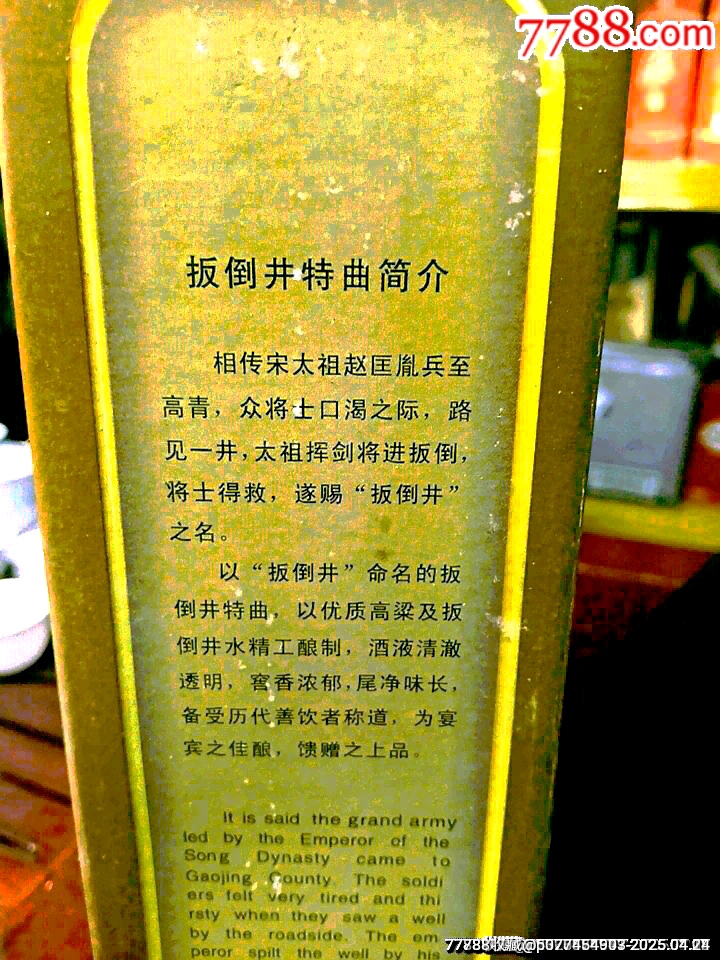 7788.com
扳倒井特曲简介
相传宋太祖赵匡胤兵至
高青，众将士口渴之际，路
见一井，太祖挥剑将进扳倒，
将士得救，遂赐“扳倒井”
之名。
以“扳倒井”命名的扳
倒井特曲，以优质高粱及扳
倒井水精工酿制，酒液清澈
透明，窖香浓郁，尾净味长，
备受历代善饮者称道，为宴
宾之佳酿，馈赠之上品。
It is said the grand army
led by the Emperor of the
Song Dynasty came to
Gaojing County. The soldi
ers felt very tired and thi
rsty when they saw a well
by the roadside. The em
peror spilt the well by his